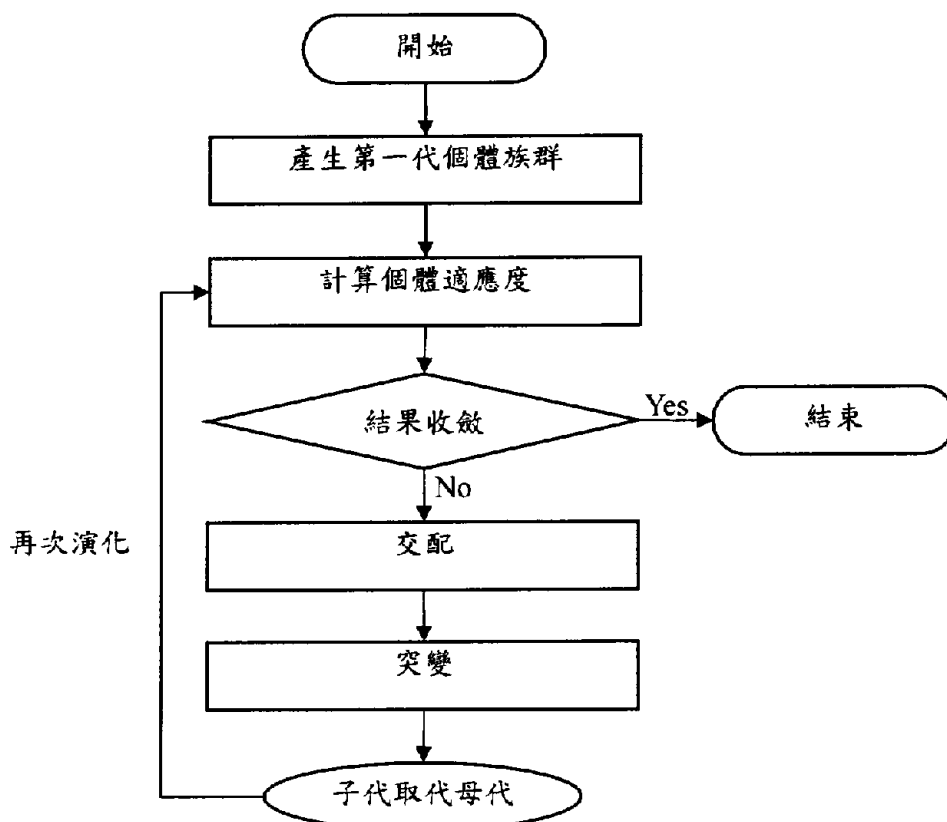 開始
產生第一代個體族群
計算個體適應度
結果收斂
Yes
結束
No
交配
再次演化
突變
子代取代母代